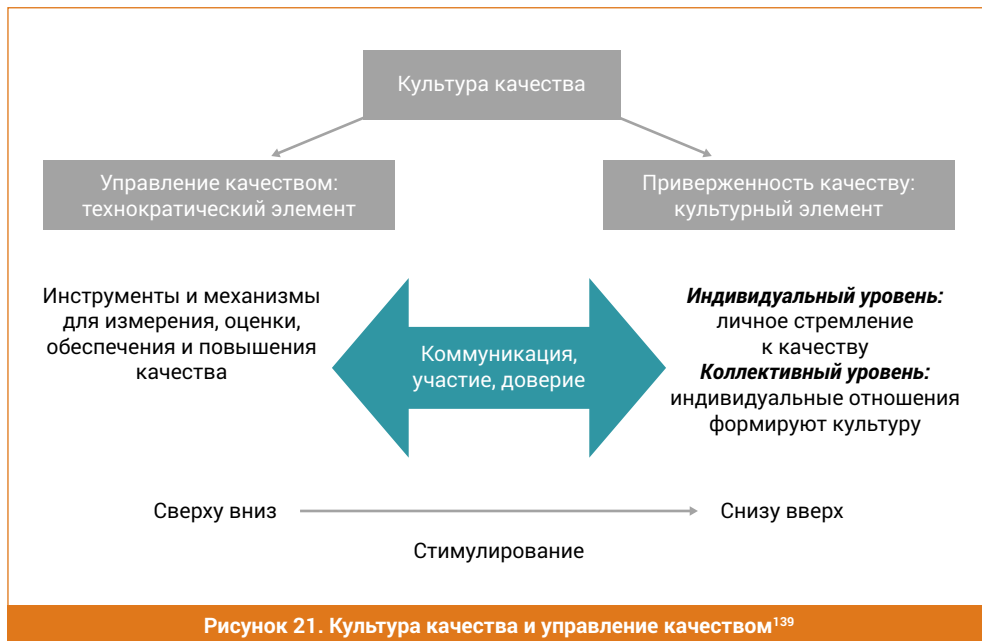 Культура качества
Управление качеством:
технократический элемент
Приверженность качеству:
культурный элемент
Инструменты и механизмы
для измерения, оценки,
обеспечения и повышения
качества
Коммуникация,
участие, доверие
Индивидуальный уровень:
личное стремление
к качеству
Коллективный уровень:
индивидуальные отношения
формируют культуру
Сверху вниз
Снизу вверх
Стимулирование
Рисунок 21. Культура качества и управление качеством¹³⁹